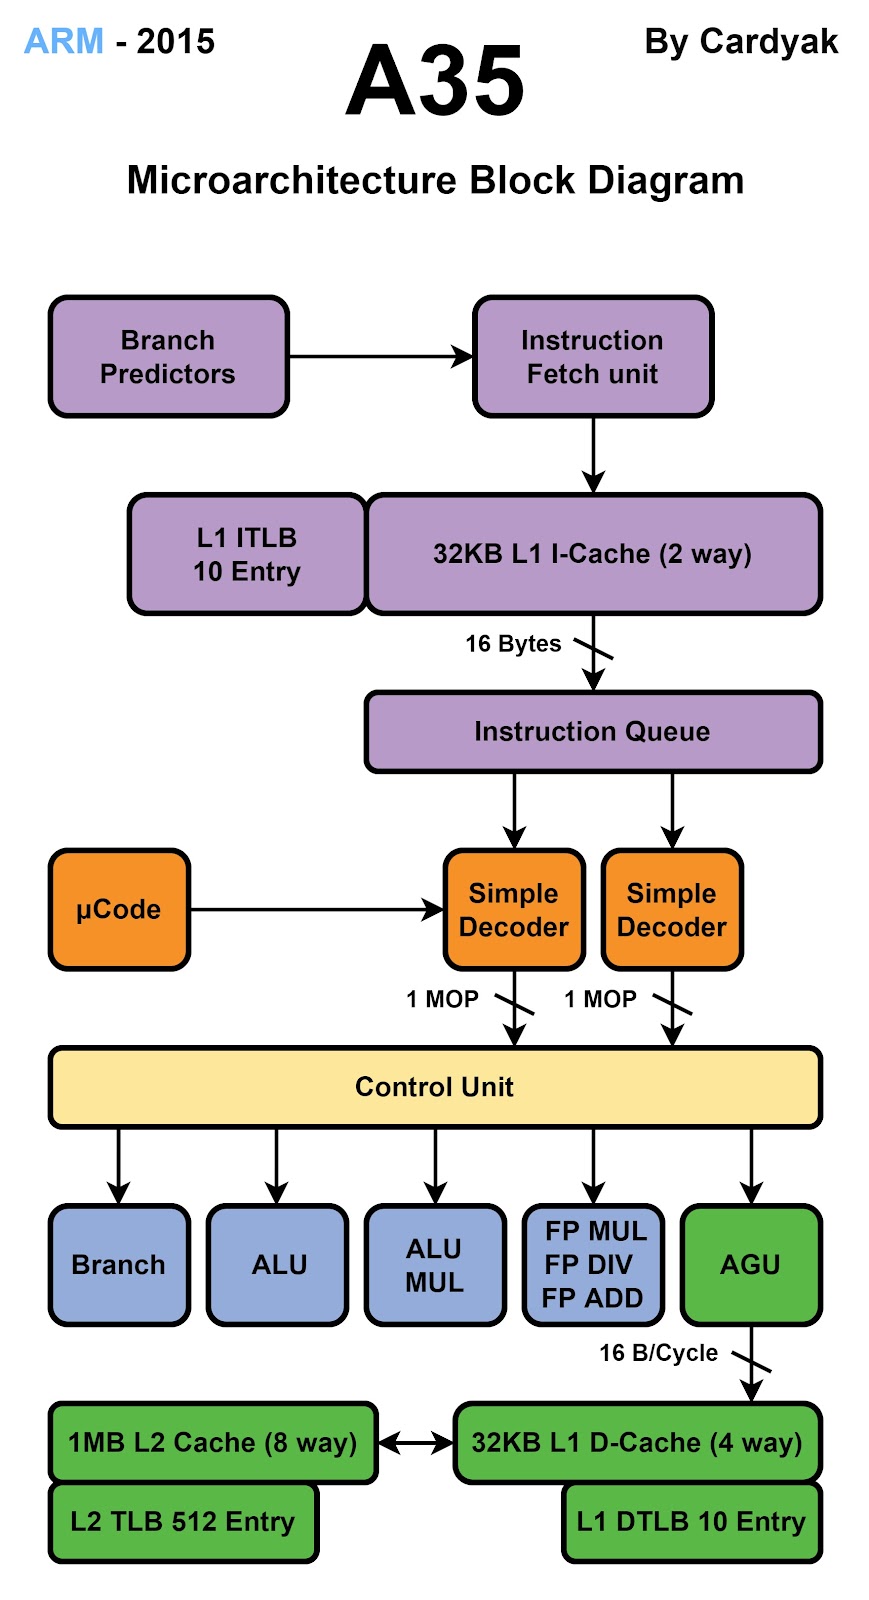 ARM - 2015
By Cardyak
A35
Microarchitecture Block Diagram
Branch
Predictors
Instruction
Fetch unit
L1 ITLB
10 Entry
32KB L1 I-Cache (2 way)
16 Bytes
Instruction Queue
µCode
Simple
Decoder
Simple
Decoder
1 MOP
1 MOP
Control Unit
Branch
ALU
ALU
MUL
FP MUL
FP DIV
FP ADD
AGU
16 B/Cycle
1MB L2 Cache (8 way)
32KB L1 D-Cache (4 way)
L2 TLB 512 Entry
L1 DTLB 10 Entry